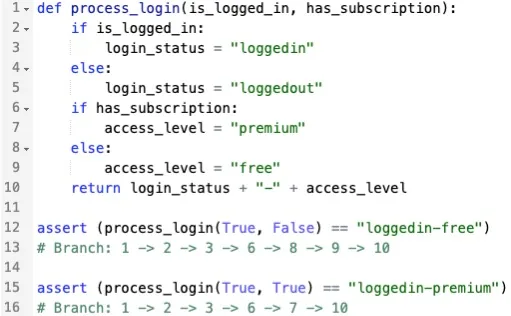 1 def process_login(is_logged_in, has_subscription):
2     if is_logged_in:
3         login_status = "loggedin"
4     else:
5         login_status = "loggedout"
6     if has_subscription:
7         access_level = "premium"
8     else:
9         access_level = "free"
10     return login_status + "-" + access_level
11
12 assert (process_login(True, False) == "loggedin-free")
13 # Branch: 1 -> 2 -> 3 -> 6 -> 8 -> 9 -> 10
14
15 assert (process_login(True, True) == "loggedin-premium")
16 # Branch: 1 -> 2 -> 3 -> 6 -> 7 -> 10